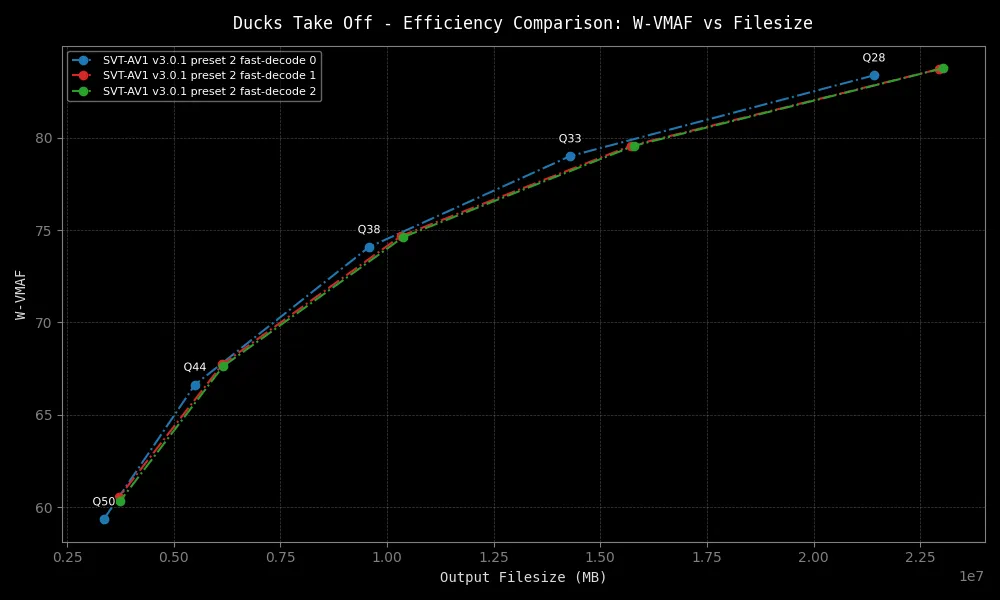 Ducks Take Off - Efficiency Comparison: W-VMAF vs Filesize
SVT-AV1 v3.0.1 preset 2 fast-decode 0
SVT-AV1 v3.0.1 preset 2 fast-decode 1
SVT-AV1 v3.0.1 preset 2 fast-decode 2
Q28
Q33
Q38
Q44
Q50
W-VMAF
80
75
70
65
60
0.25 0.50 0.75 1.00 1.25 1.50 1.75 2.00 2.25
1e7
Output Filesize (MB)